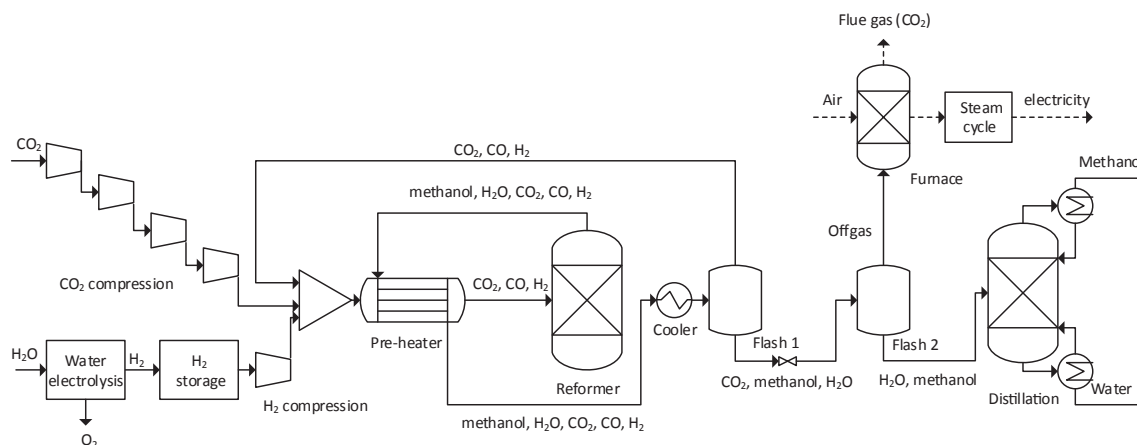 Flue gas (CO₂)
Air
Steam
cycle
electricity
Furnace
CO₂
CO₂, CO, H₂
Methanol
methanol, H₂O, CO₂, CO, H₂
Offgas
CO₂ compression
CO₂, CO, H₂
Cooler
Pre-heater
Flash 1
Flash 2
H₂O
Water
electrolysis
H₂
H₂
storage
Reformer
CO₂, methanol, H₂O
H₂O, methanol
Water
Distillation
H₂ compression
methanol, H₂O, CO₂, CO, H₂
O₂